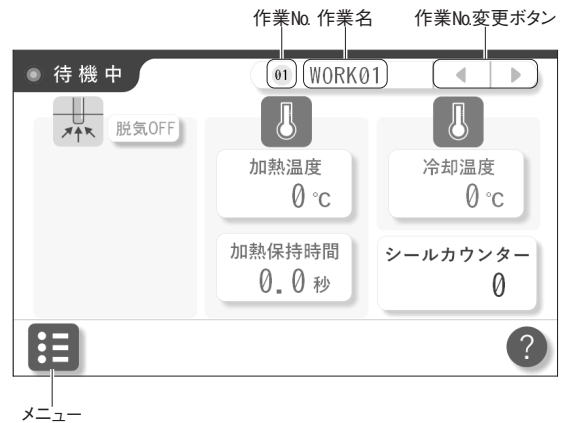 作業No. 作業名 作業No.変更ボタン
待機中 01 WORK01
脱気OFF
加熱温度 冷却温度
0 ℃ 0 ℃
加熱保持時間 シールカウンター
0.0 秒 0
?
メニュー